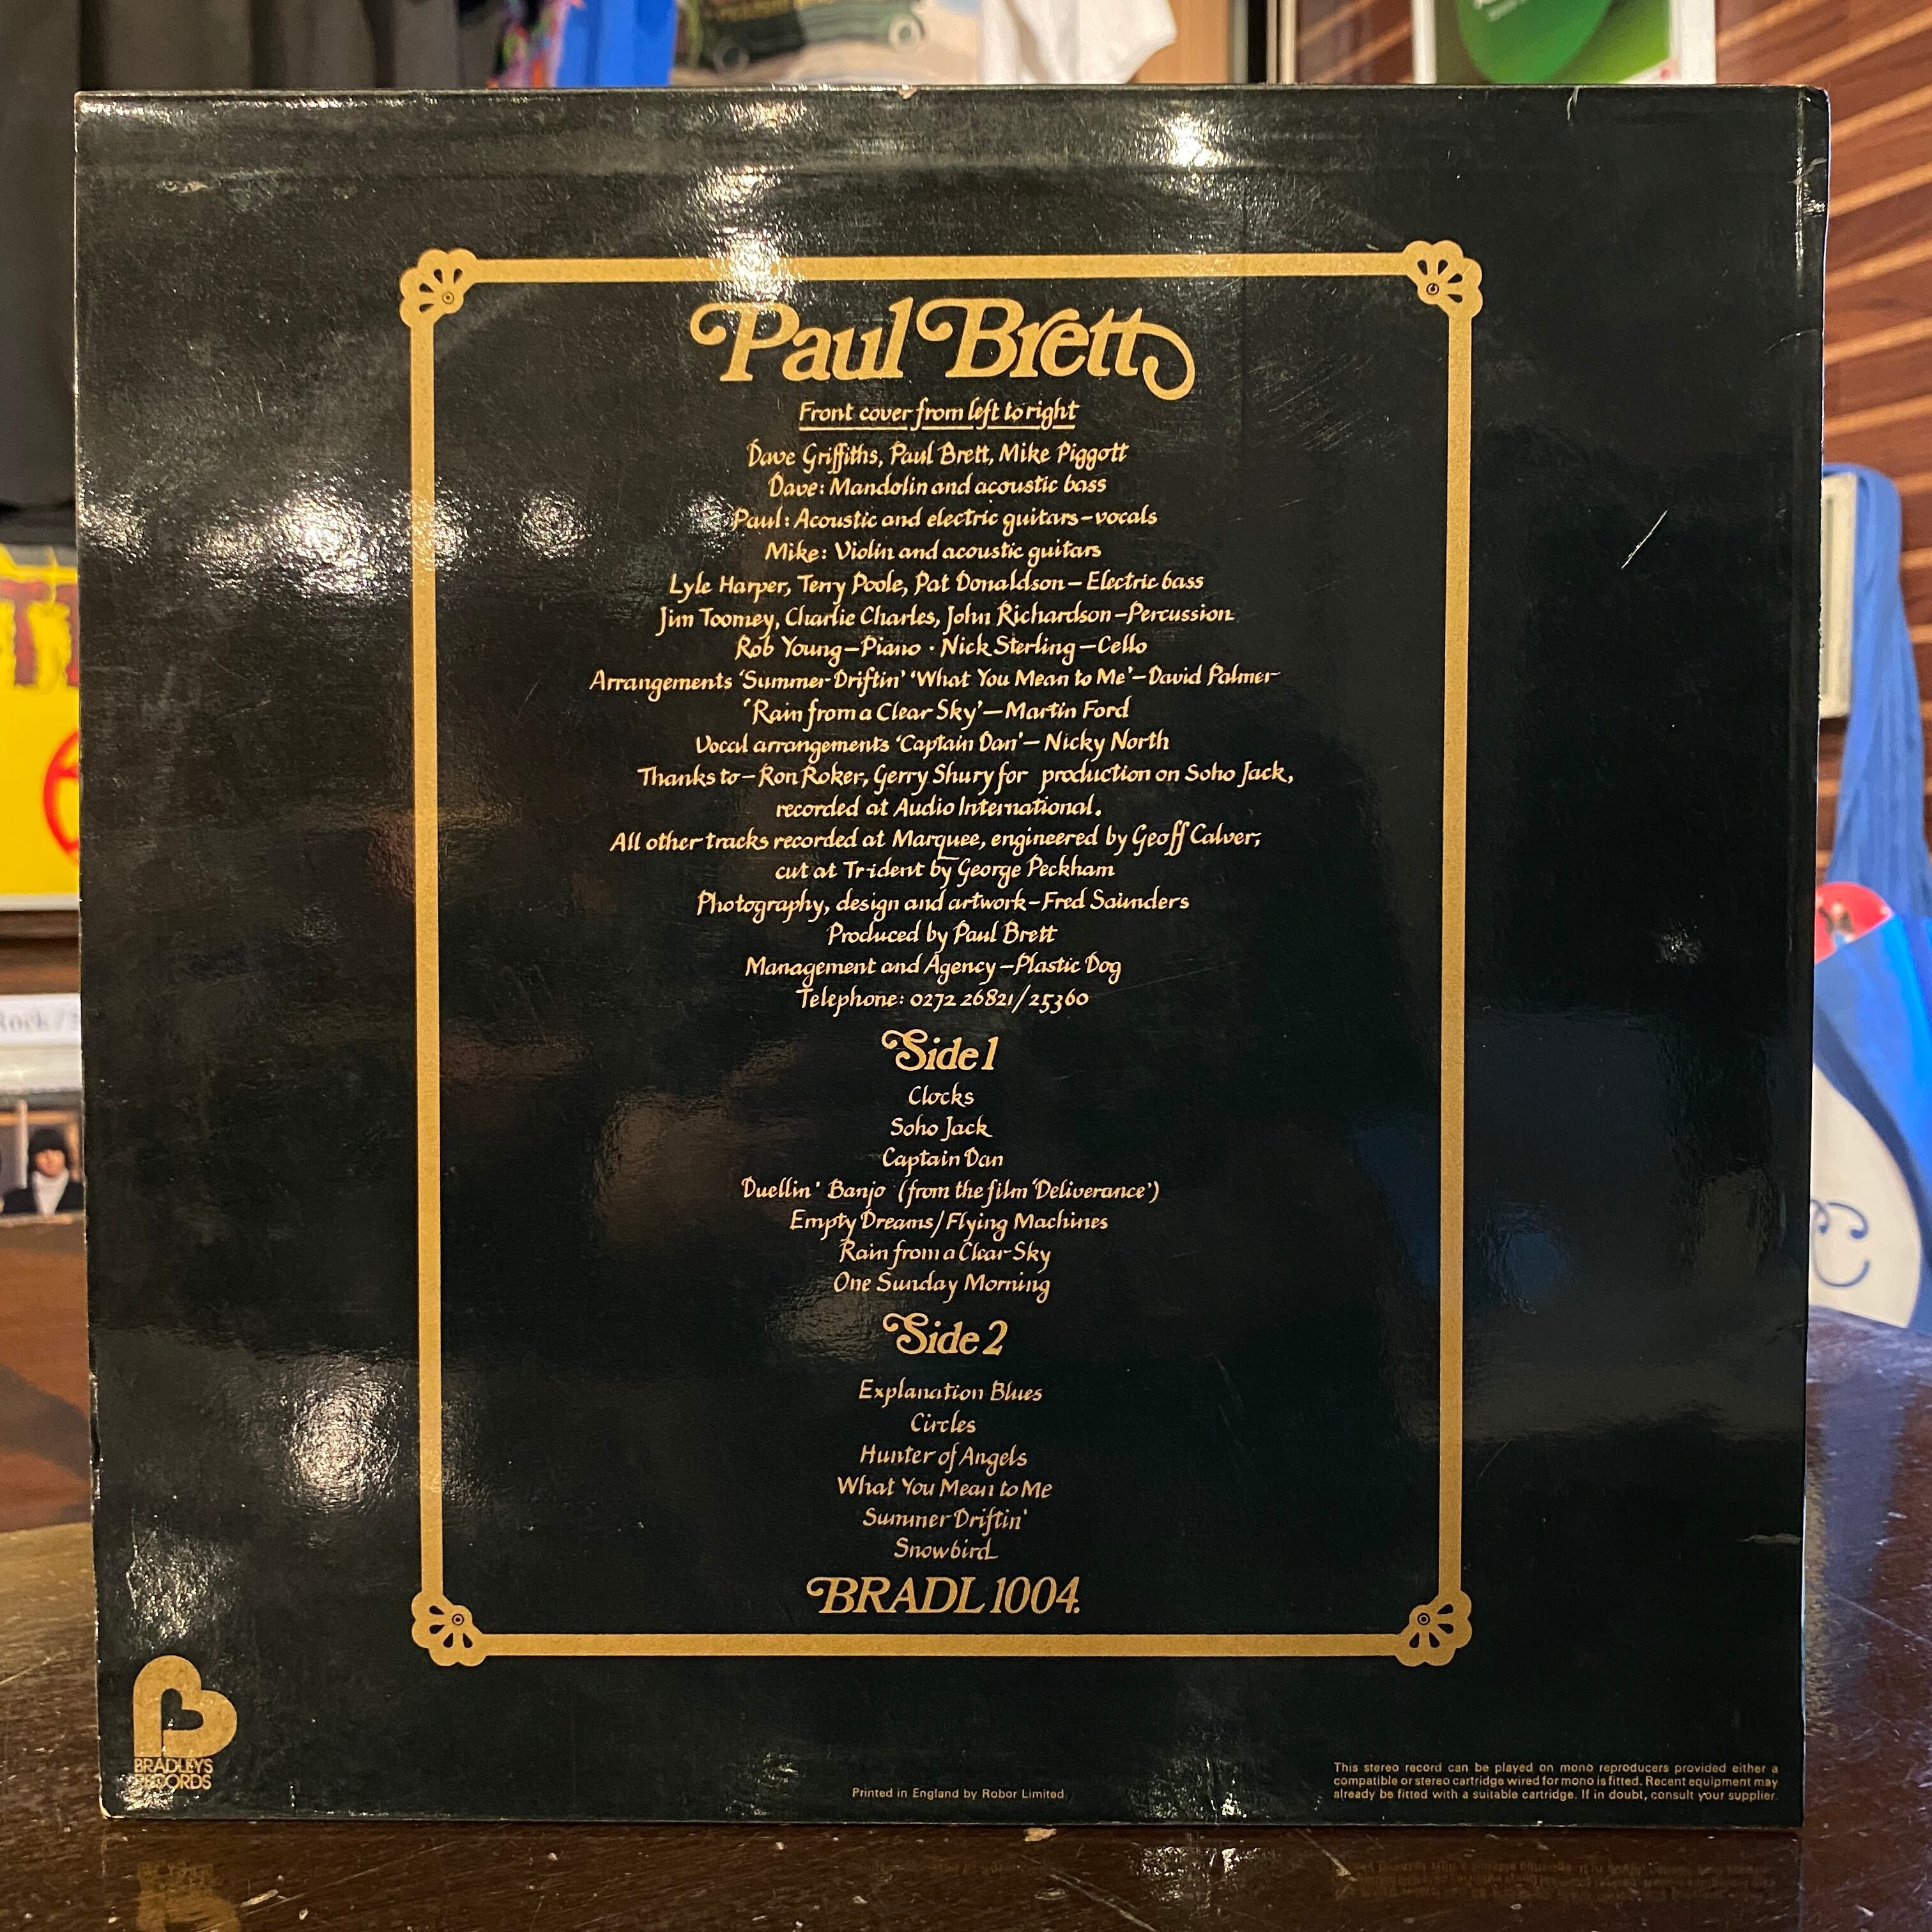 Paul Brett
Front cover from left to right
Dave Griffiths, Paul Brett, Mike Piggott
Dave: Mandolin and acoustic bass
Paul: Acoustic and electric guitars-vocals
Mike: Violin and acoustic guitars
Lyle Harper, Terry Poole, Pat Donaldson-Electric bass
Jim Toomey, Charlie Charles, John Richardson-Percussion
Rob Young-Piano · Nick Sterling-Cello
Arrangements 'Summer Driftin' 'What You Mean to Me'-David Palmer
'Rain from a Clear Sky'-Martin Ford
Vocal arrangements 'Captain Dan'-Nicky North
Thanks to-Ron Roker, Gerry Shury for production on Soho Jack,
recorded at Audio International.
All other tracks recorded at Marquee, engineered by Geoff Calver;
cut at Trident by George Peckham
Photography, design and artwork-Fred Saunders
Produced by Paul Brett
Management and Agency-Plastic Dog
Telephone: 0272 26821/25360
Side 1
Clocks
Soho Jack
Captain Dan
Duellin' Banjo (from the film 'Deliverance')
Empty Dreams/Flying Machines
Rain from a Clear Sky
One Sunday Morning
Side 2
Explanation Blues
Circles
Hunter of Angels
What You Mean to Me
Summer Driftin'
Snowbird
BRADL 1004.
BRADLEY'S
RECORDS
Printed in England by Robor Limited
This stereo record can be played on mono reproducers provided either a
compatible or stereo cartridge wired for mono is fitted. Recent equipment may
already be fitted with a suitable cartridge. If in doubt, consult your supplier.
Rock /